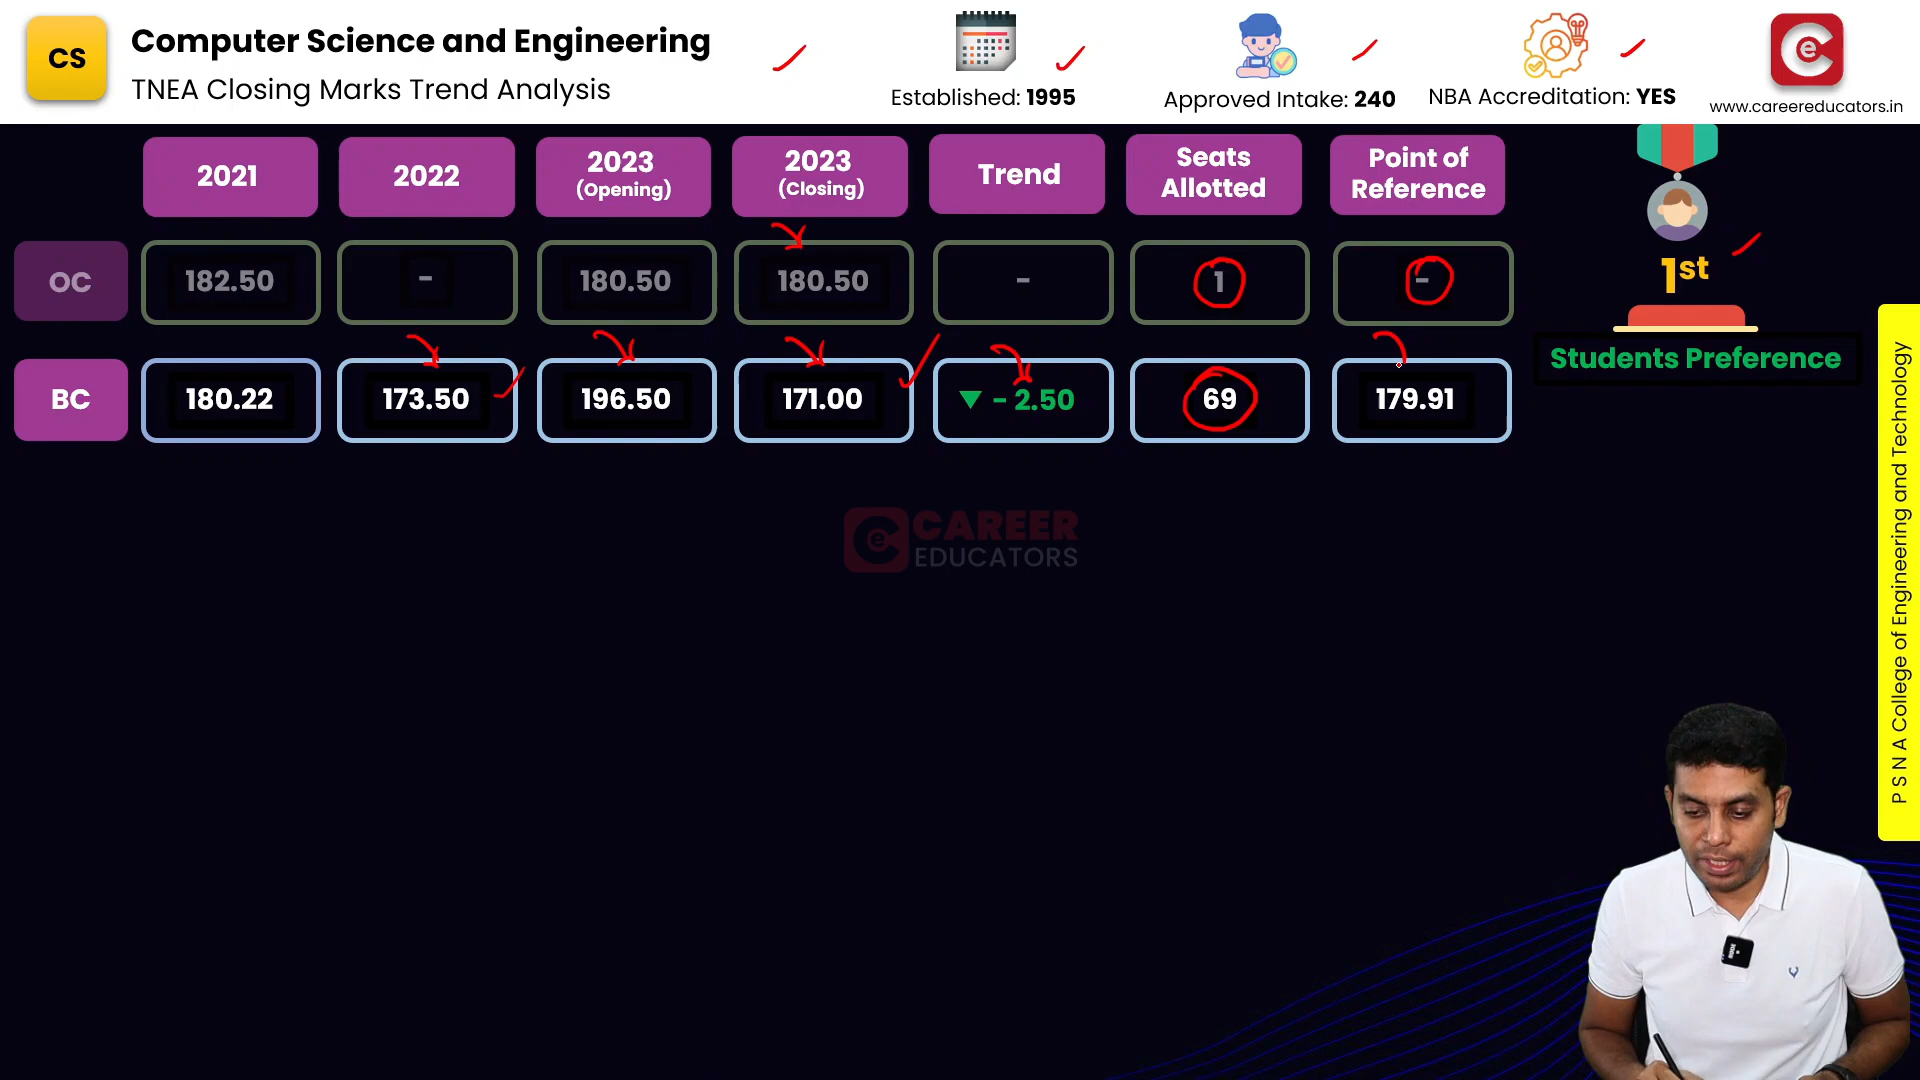 CS
Computer Science and Engineering
TNEA Closing Marks Trend Analysis
Established: 1995
Approved Intake: 240
NBA Accreditation: YES
www.careereducators.in
2021
2022
2023
(Opening)
2023
(Closing)
Trend
Seats
Allotted
Point of
Reference
OC
182.50
-
180.50
180.50
-
1
-
BC
180.22
173.50
196.50
171.00
▼ - 2.50
69
179.91
1st
Students Preference
P S N A College of Engineering and Technology
CAREER
EDUCATORS